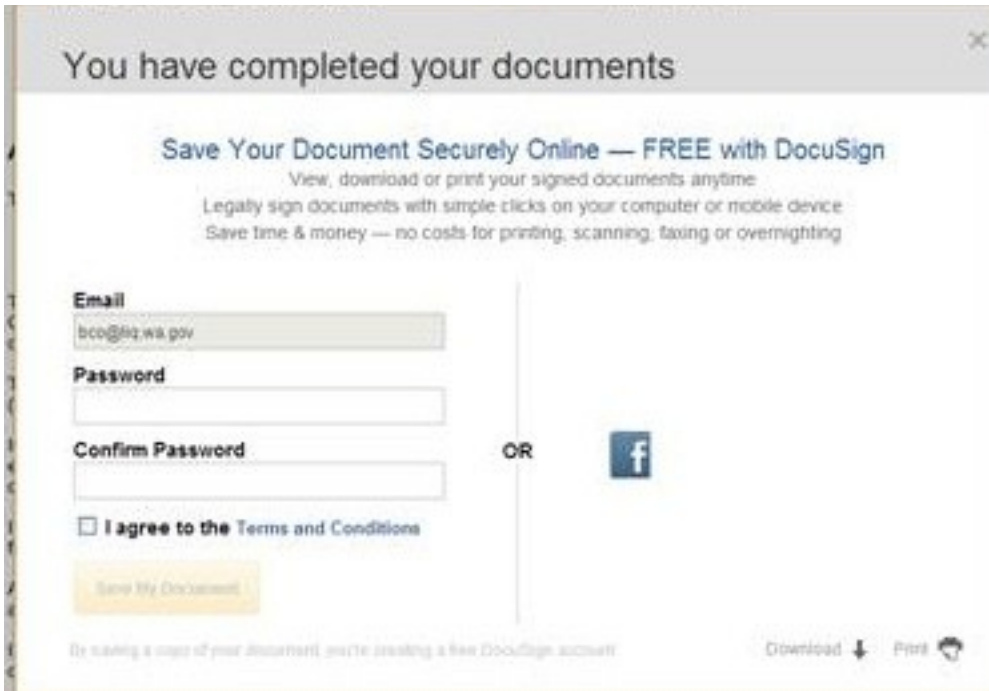 You have completed your documents
Save Your Document Securely Online — FREE with DocuSign
View, download or print your signed documents anytime
Legally sign documents with simple clicks on your computer or mobile device
Save time & money — no costs for printing, scanning, faxing or overnighting
Email
bco@liq.wa.gov
Password
Confirm Password
I agree to the Terms and Conditions
Save My Document
By saving a copy of your document, you're creating a free DocuSign account
OR
f
Download Print